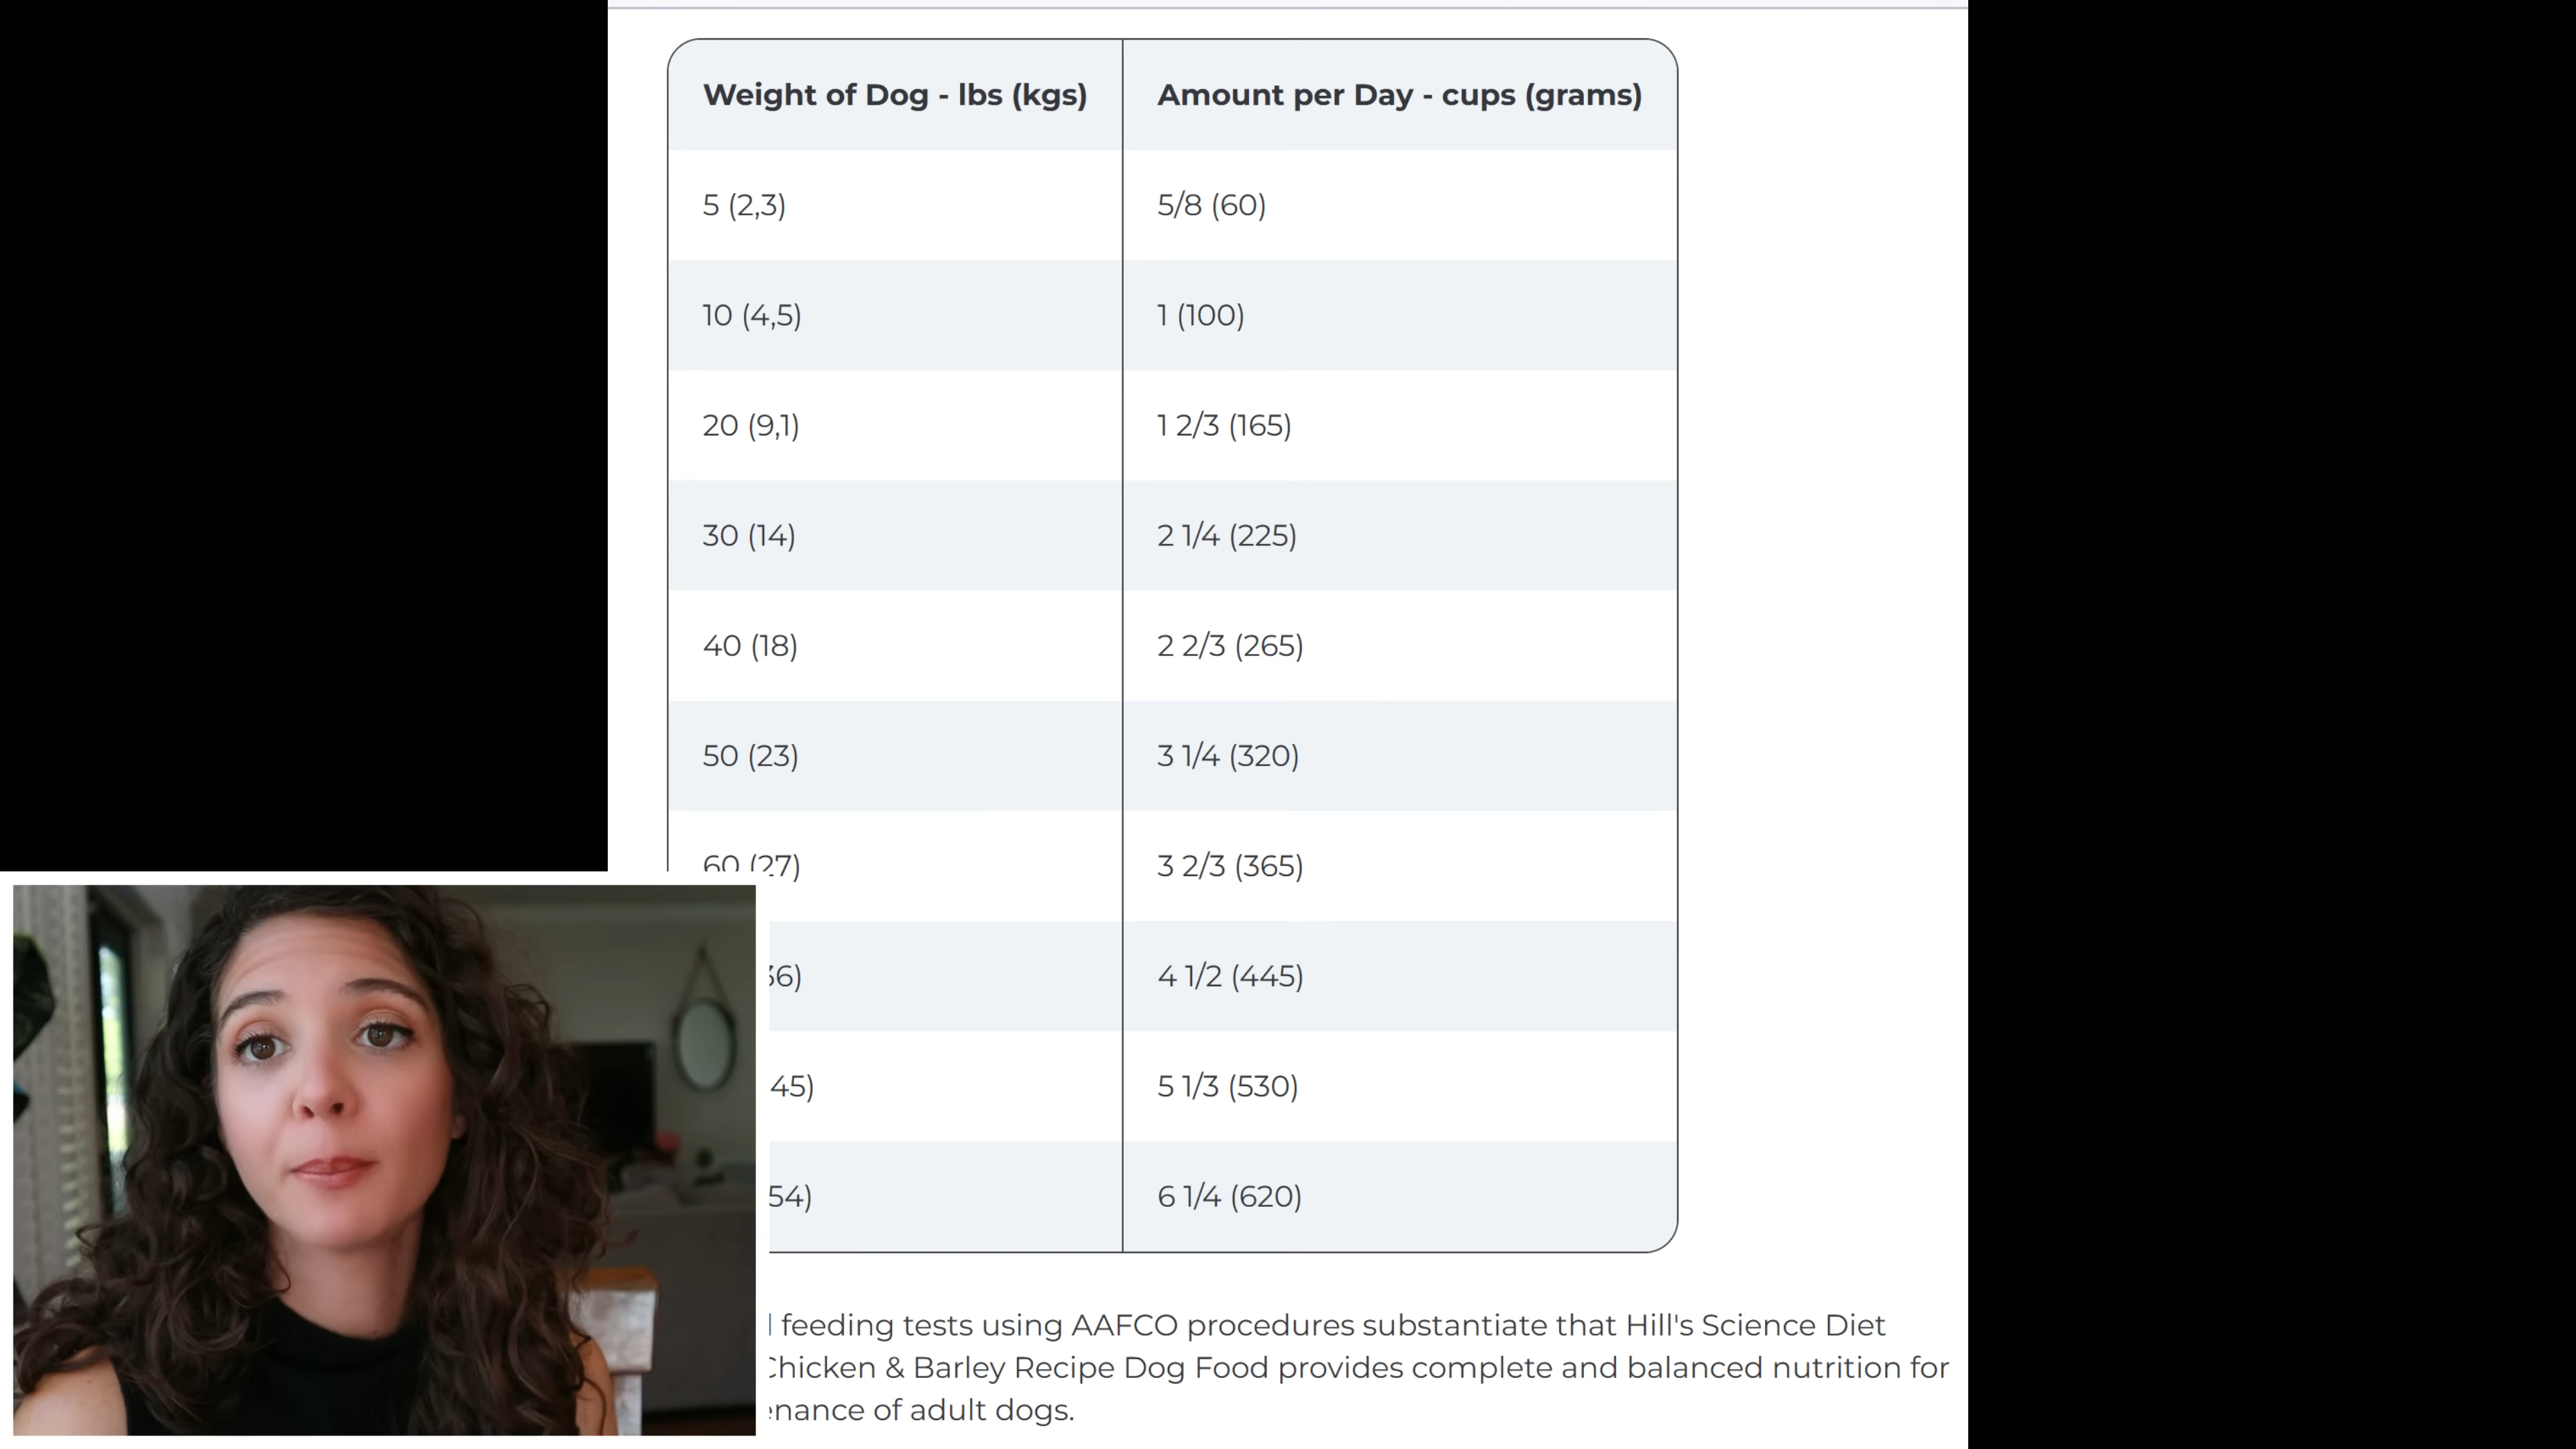 Weight of Dog - lbs (kgs) Amount per Day - cups (grams)
5 (2,3) 5/8 (60)
10 (4,5) 1 (100)
20 (9,1) 1 2/3 (165)
30 (14) 2 1/4 (225)
40 (18) 2 2/3 (265)
50 (23) 3 1/4 (320)
60 (27) 3 2/3 (365)
36) 4 1/2 (445)
45) 5 1/3 (530)
54) 6 1/4 (620)
feeding tests using AAFCO procedures substantiate that Hill's Science Diet
Chicken & Barley Recipe Dog Food provides complete and balanced nutrition for
enance of adult dogs.